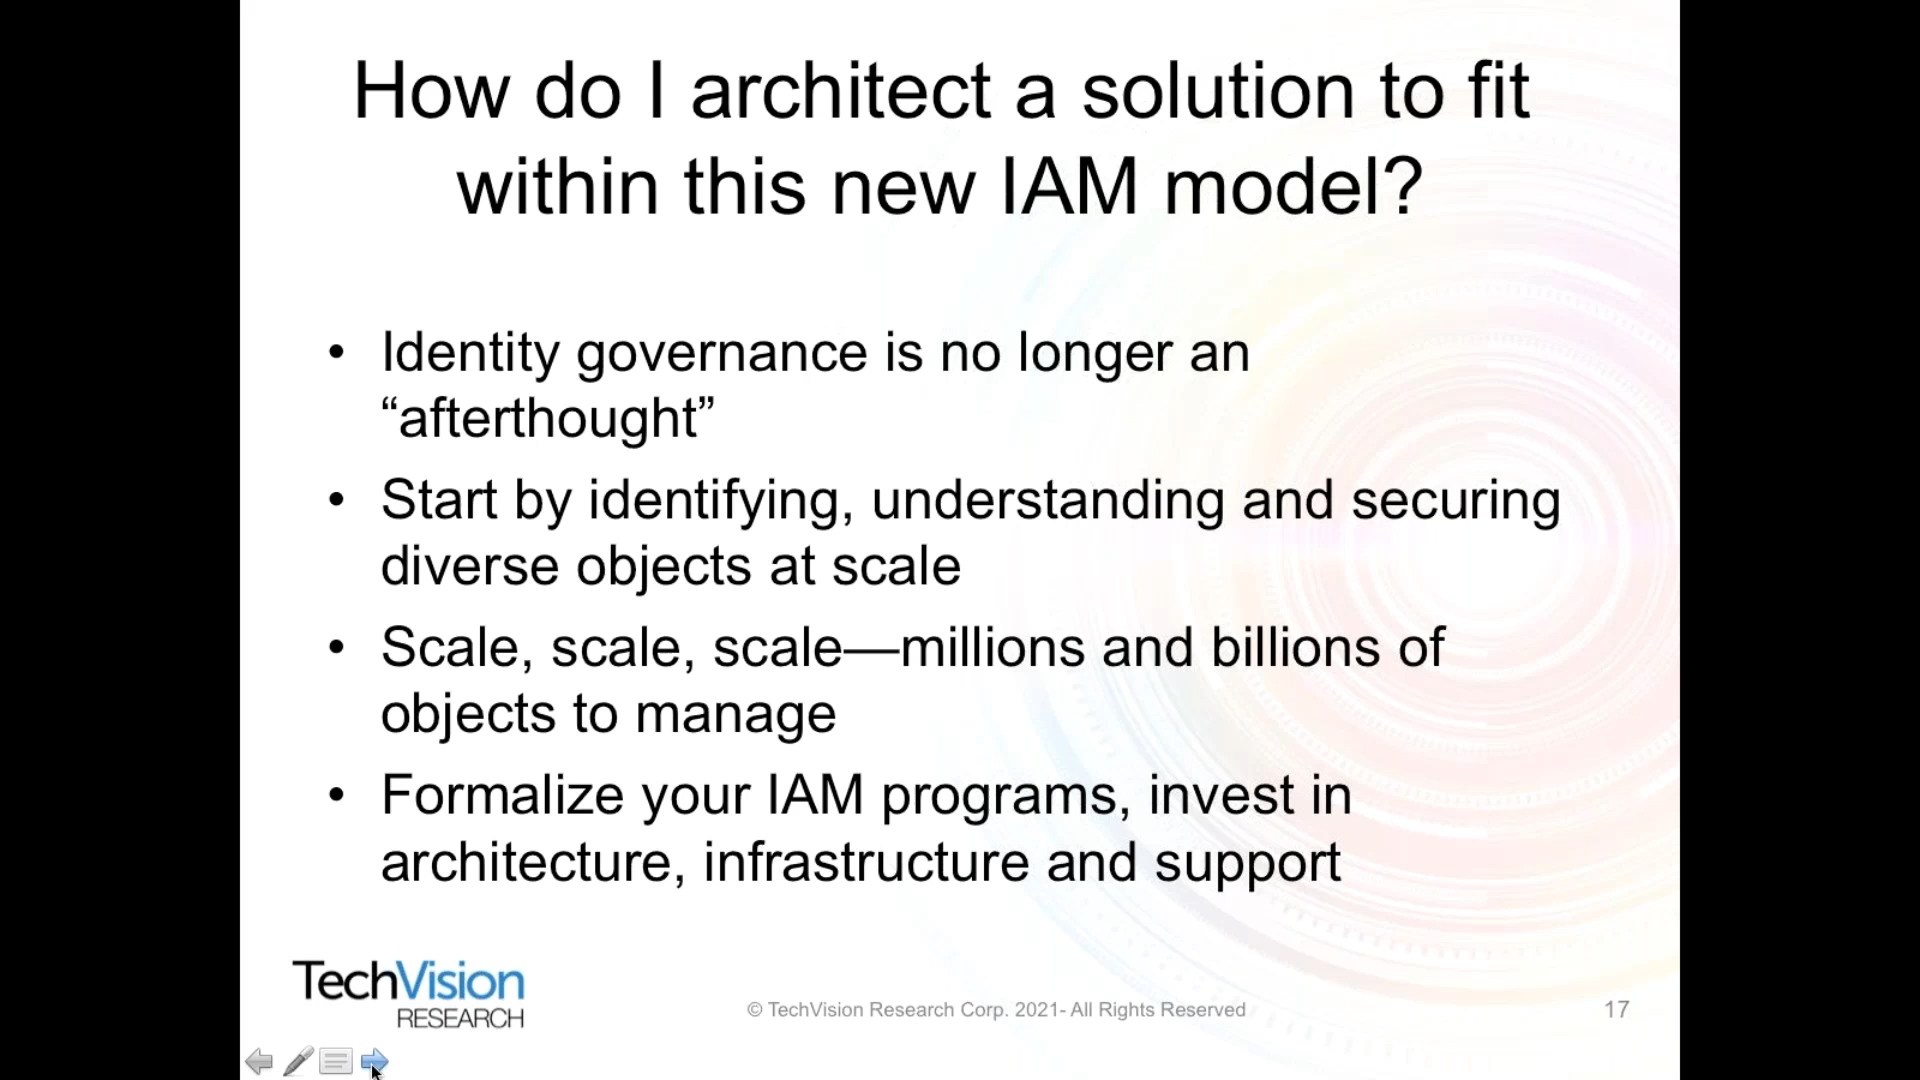 How do I architect a solution to fit
within this new IAM model?
• Identity governance is no longer an
“afterthought”
• Start by identifying, understanding and securing
diverse objects at scale
• Scale, scale, scale—millions and billions of
objects to manage
• Formalize your IAM programs, invest in
architecture, infrastructure and support
TechVision
RESEARCH
© TechVision Research Corp. 2021- All Rights Reserved
17